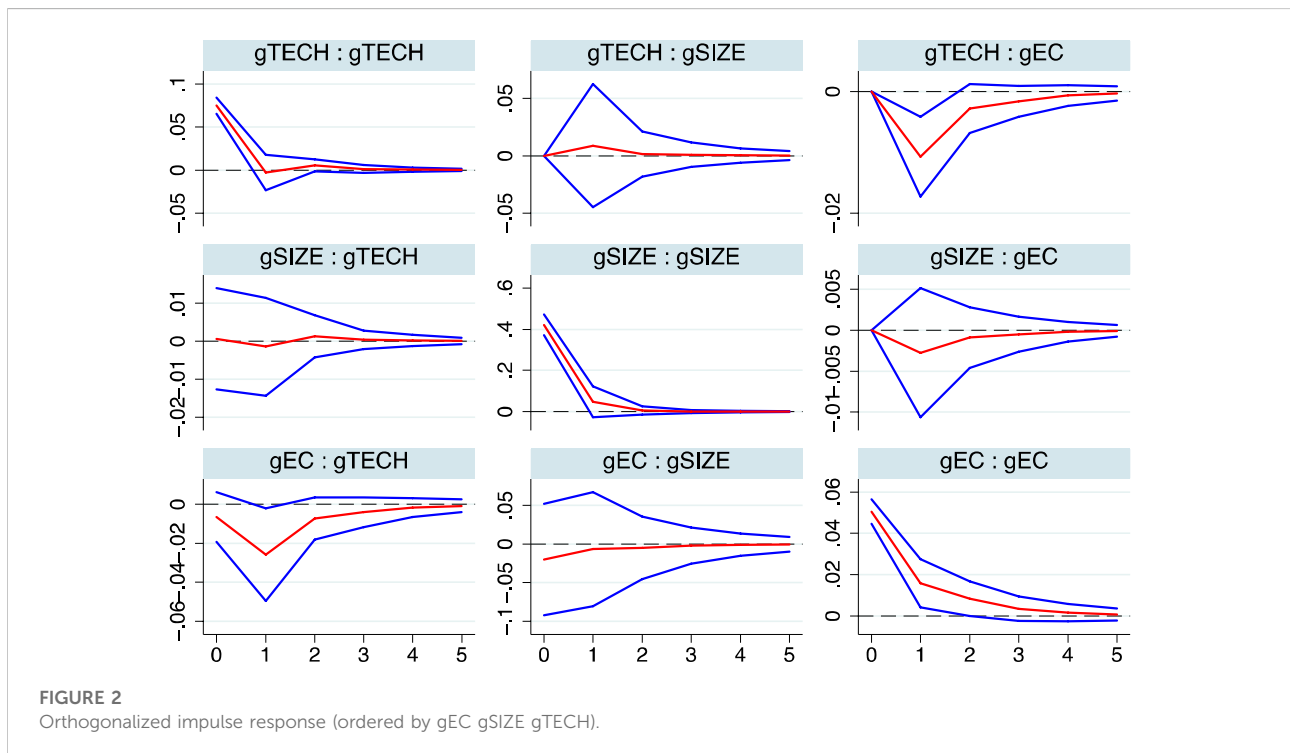 gTECH : gTECH
gTECH : gSIZE
gTECH : gEC
.1
.05
0
-.05
.05
0
-.05
0
-.02
gSIZE : gTECH
gSIZE : gSIZE
gSIZE : gEC
.01
0
-.01
-.02
.6
.4
.2
0
.005
0
-.005
-.01
gEC : gTECH
gEC : gSIZE
gEC : gEC
0
-.02
-.04
-.06
.05
0
-.05
-.1
.06
.04
.02
0
0 1 2 3 4 5
0 1 2 3 4 5
0 1 2 3 4 5
FIGURE 2
Orthogonalized impulse response (ordered by gEC gSIZE gTECH).